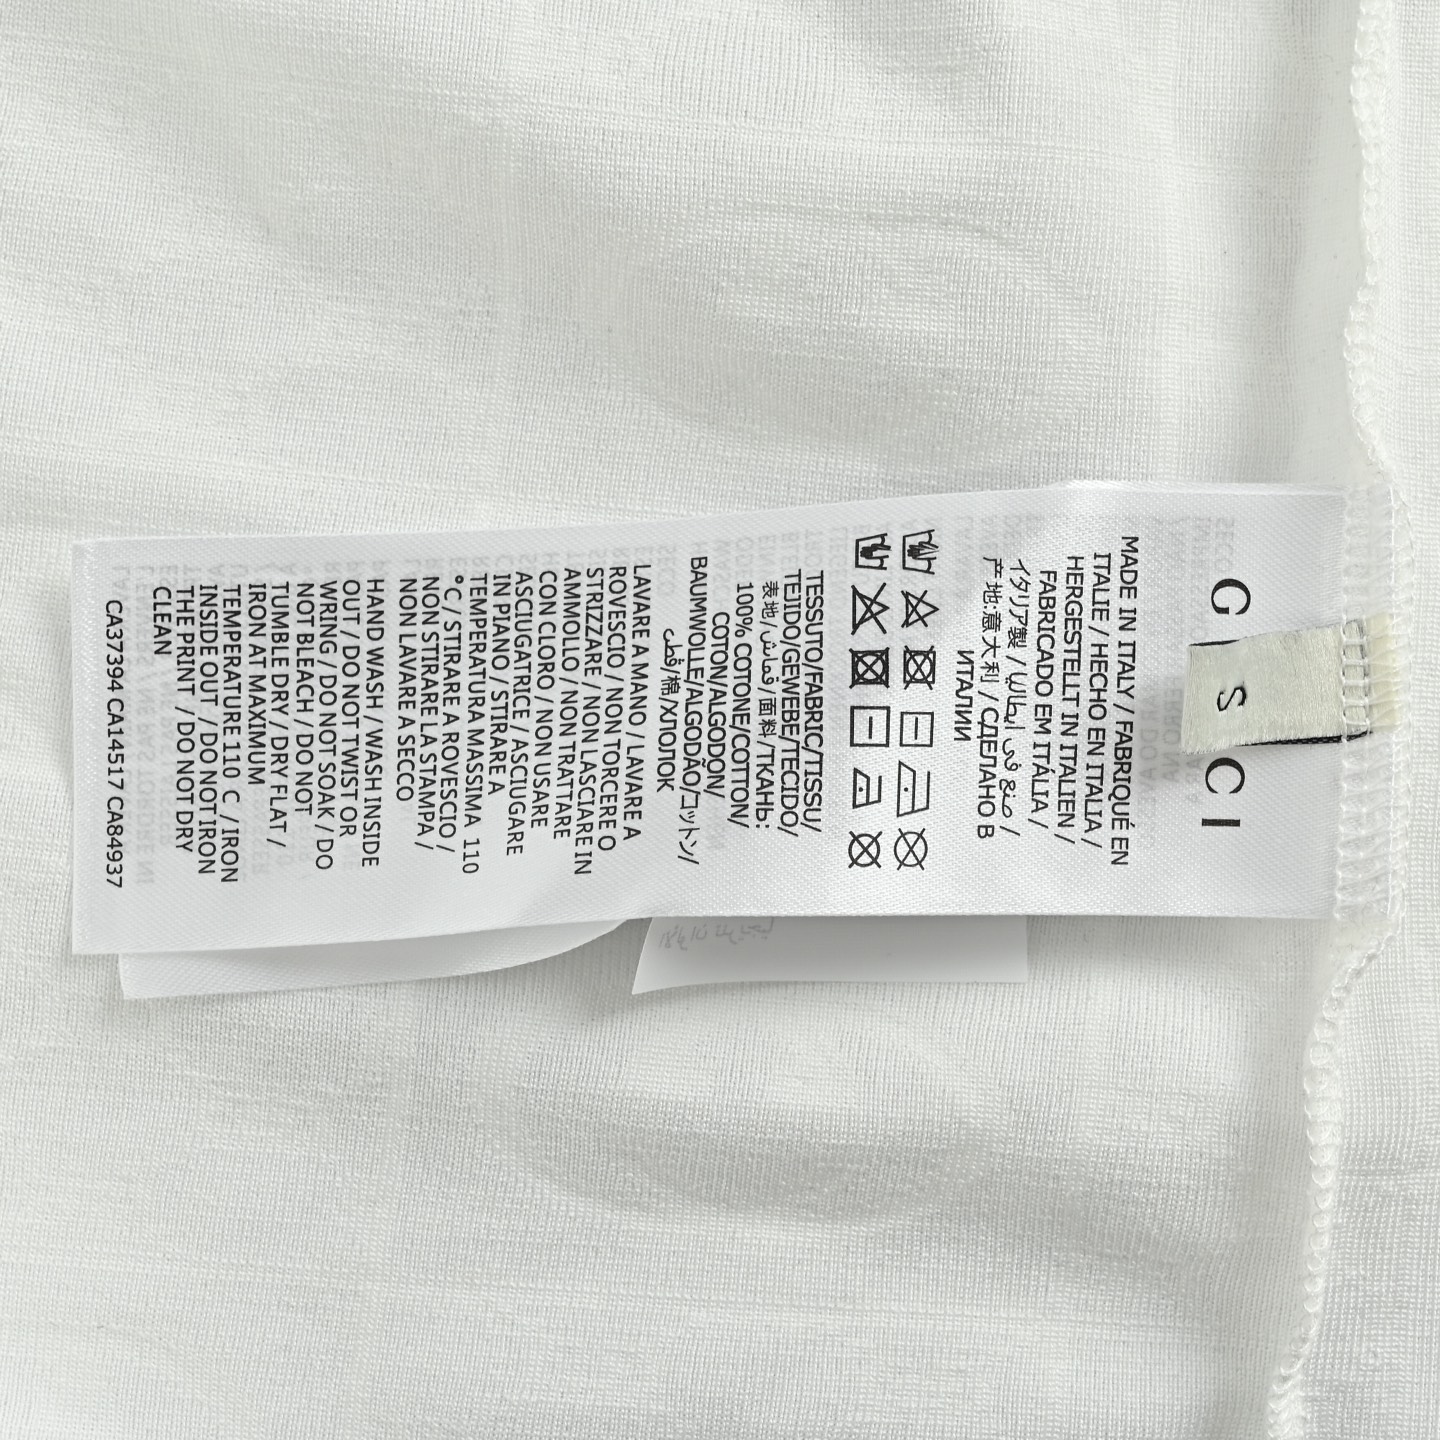 G CI
S
MADE IN ITALY / FABRIQUÉ EN
ITALIE / HECHO EN ITALIA /
HERGESTELLT IN ITALIEN /
FABRICADO EM ITÁLIA /
イタリア製 / صنع في ايطاليا /
产地:意大利 / СДЕЛАНО В
ИТАЛИИ
TESSUTO/FABRIC/TISSU/
TEJIDO/GEWEBE/TECIDO/
表地/قماش/面料/ТКАНЬ:
100% COTONE/COTTON/
COTON/ALGODON/
BAUMWOLLE/ALGODÃO/コットン/
قطن/棉/ХЛОПОК
LAVARE A MANO / LAVARE A
ROVESCIO / NON TORCERE O
STRIZZARE / NON LASCIARE IN
AMMOLLO / NON TRATTARE
CON CLORO / NON USARE
ASCIUGATRICE / ASCIUGARE
IN PIANO / STIRARE A
TEMPERATURA MASSIMA 110
°C / STIRARE A ROVESCIO /
NON STIRARE LA STAMPA /
NON LAVARE A SECCO
HAND WASH / WASH INSIDE
OUT / DO NOT TWIST OR
WRING / DO NOT SOAK / DO
NOT BLEACH / DO NOT
TUMBLE DRY / DRY FLAT /
IRON AT MAXIMUM
TEMPERATURE 110 C / IRON
INSIDE OUT / DO NOT IRON
THE PRINT / DO NOT DRY
CLEAN
CA37394 CA14517 CA84937